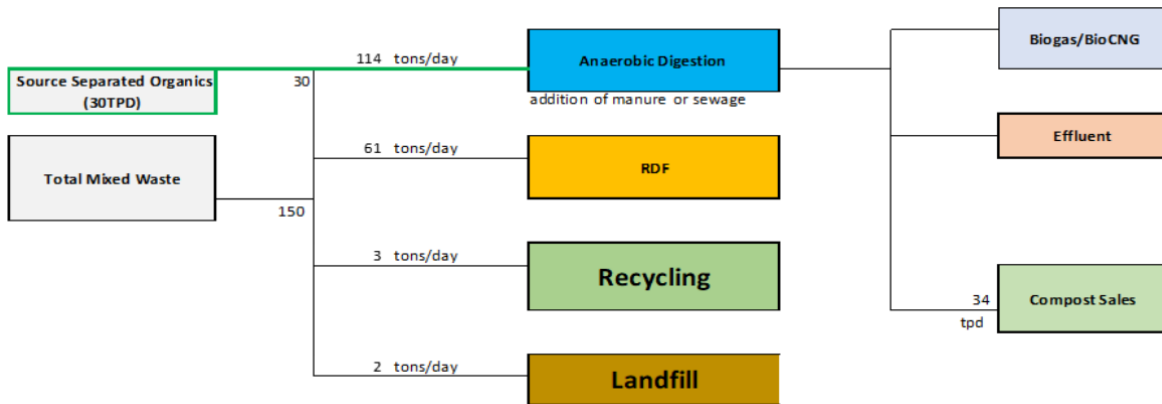 Biogas/BioCNG
114 tons/day
Anaerobic Digestion
Source Separated Organics
(30TPD)
30
addition of manure or sewage
Effluent
61 tons/day
RDF
Total Mixed Waste
150
3 tons/day
Recycling
34
tpd
Compost Sales
2 tons/day
Landfill